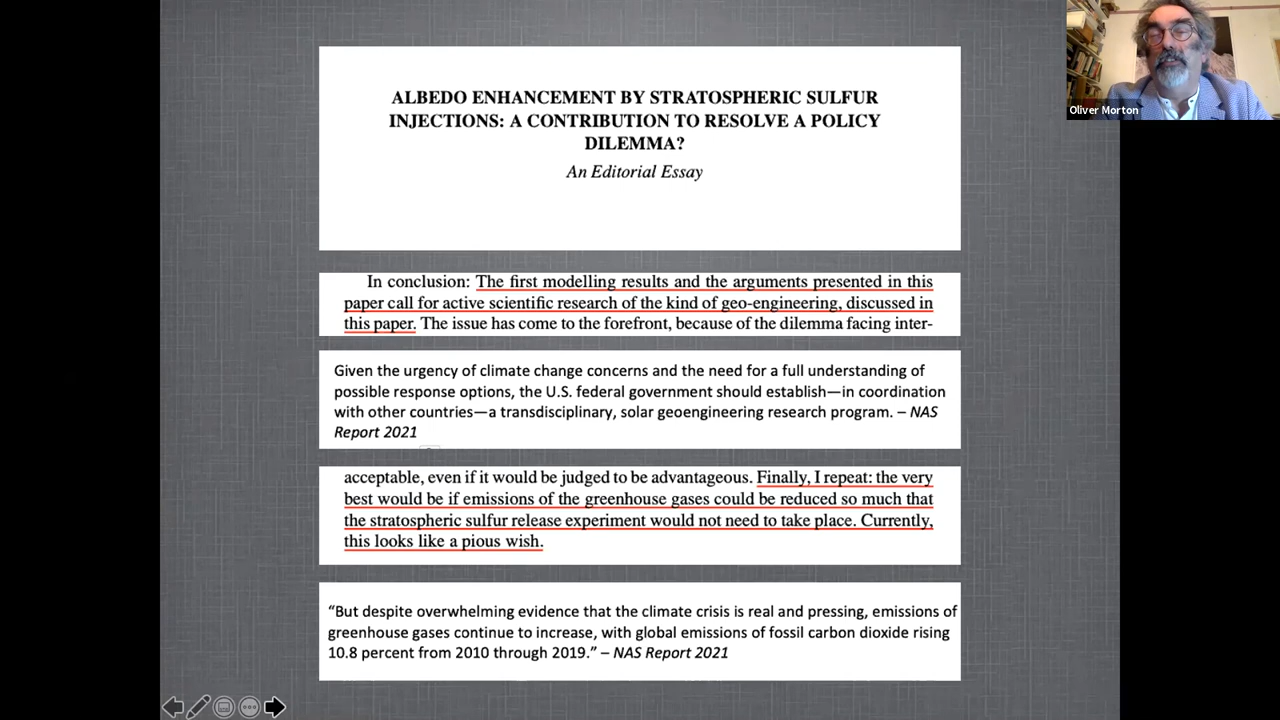 Oliver Morton
ALBEDO ENHANCEMENT BY STRATOSPHERIC SULFUR
INJECTIONS: A CONTRIBUTION TO RESOLVE A POLICY
DILEMMA?
An Editorial Essay
In conclusion: The first modelling results and the arguments presented in this
paper call for active scientific research of the kind of geo-engineering, discussed in
this paper. The issue has come to the forefront, because of the dilemma facing inter-
Given the urgency of climate change concerns and the need for a full understanding of
possible response options, the U.S. federal government should establish—in coordination
with other countries—a transdisciplinary, solar geoengineering research program. – NAS
Report 2021
acceptable, even if it would be judged to be advantageous. Finally, I repeat: the very
best would be if emissions of the greenhouse gases could be reduced so much that
the stratospheric sulfur release experiment would not need to take place. Currently,
this looks like a pious wish.
“But despite overwhelming evidence that the climate crisis is real and pressing, emissions of
greenhouse gases continue to increase, with global emissions of fossil carbon dioxide rising
10.8 percent from 2010 through 2019.” – NAS Report 2021